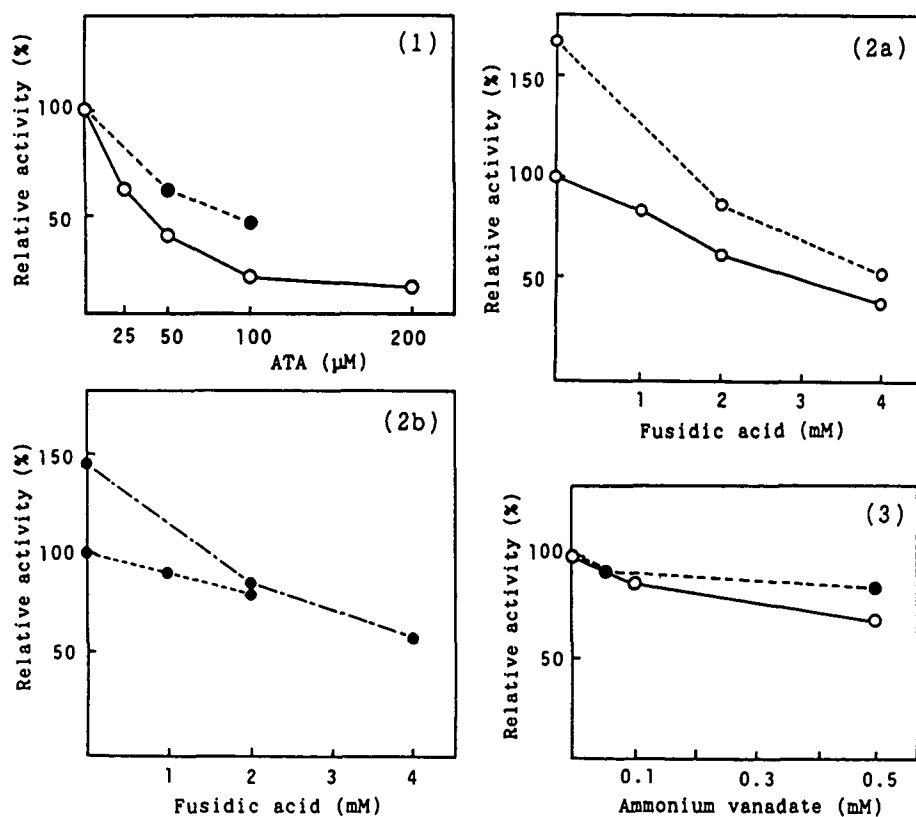 (1)
Relative activity (%)
100
50
25
50
100
200
ATA (μM)
(2a)
Relative activity (%)
150
100
50
1
2
3
4
Fusidic acid (mM)
(2b)
Relative activity (%)
150
100
50
1
2
3
4
Fusidic acid (mM)
(3)
Relative activity (%)
100
50
0.1
0.3
0.5
Ammonium vanadate (mM)